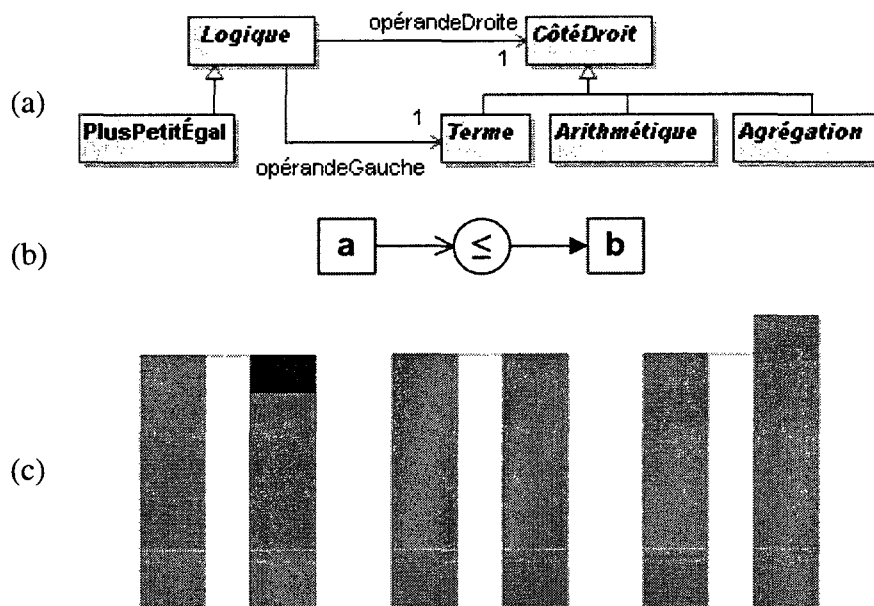 Logique
opérandeDroite
CôtéDroit
1
(a)
PlusPetitÉgal
1
Terme
Arithmétique
Agrégation
opérandeGauche
(b)
a
≤
b
(c)